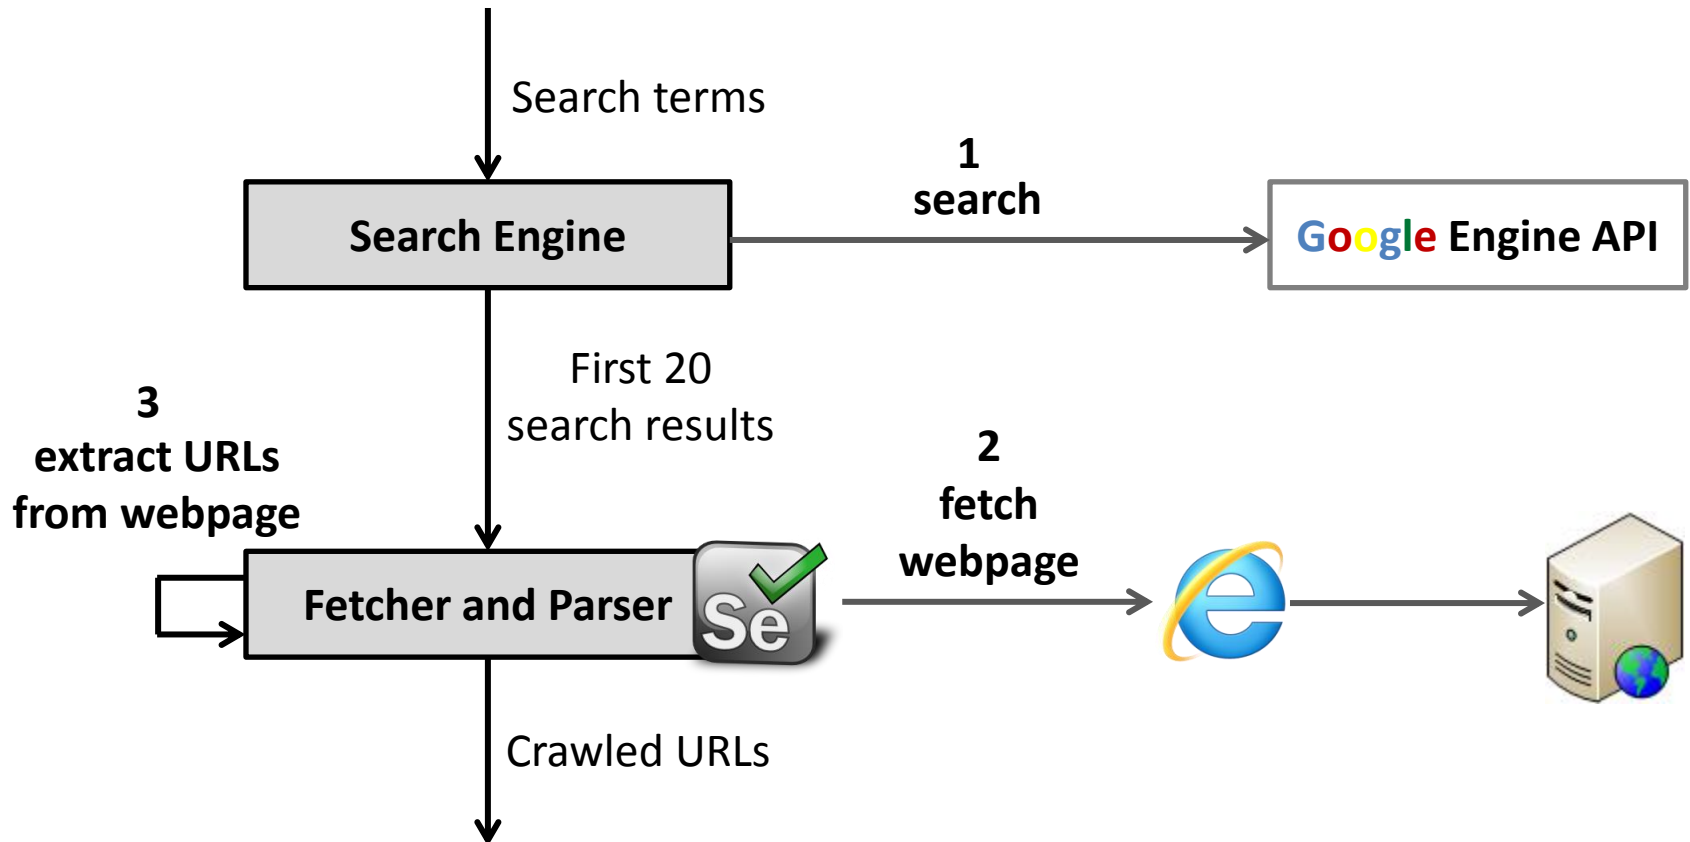 Search terms
1
search
Search Engine
Google Engine API
First 20
search results
3
extract URLs
from webpage
2
fetch
webpage
Fetcher and Parser
Se
Crawled URLs